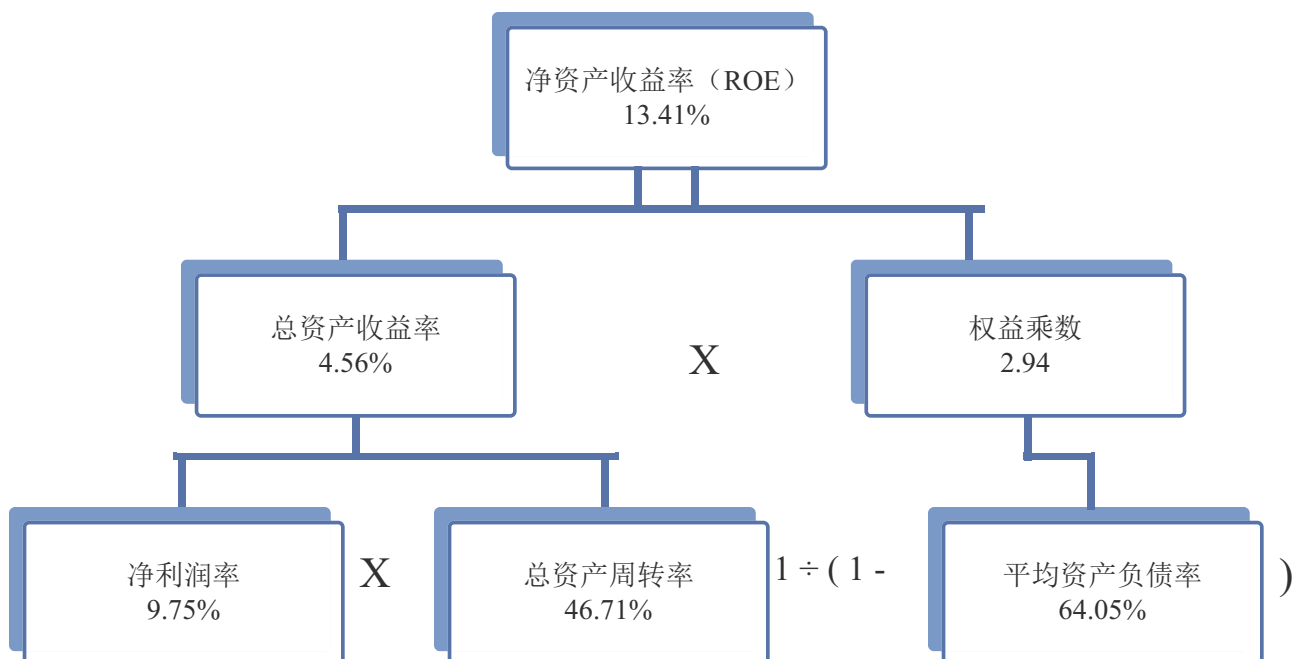 净资产收益率（ROE）
13.41%
总资产收益率
4.56%
X
权益乘数
2.94
净利润率
9.75%
X
总资产周转率
46.71%
1 ÷ ( 1 -
平均资产负债率
64.05%
)